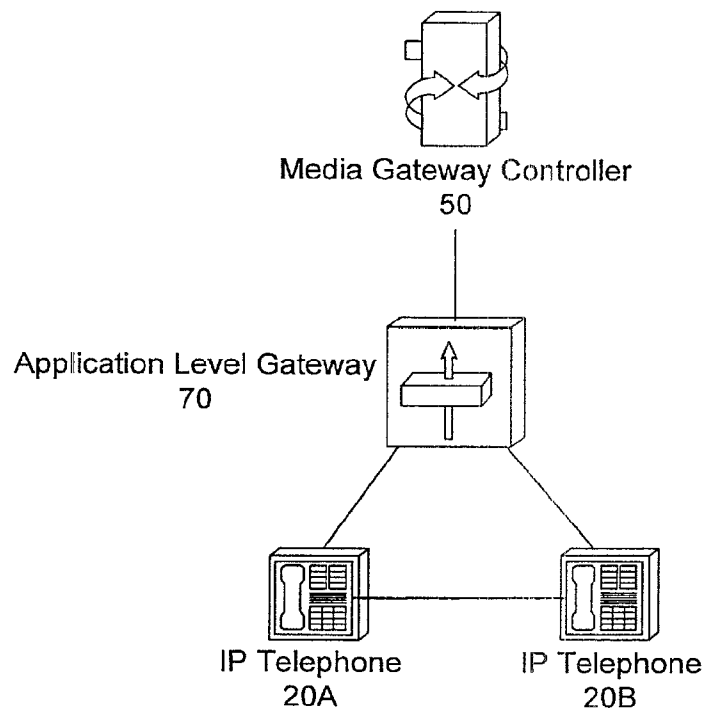 Media Gateway Controller
50
Application Level Gateway
70
IP Telephone
20A
IP Telephone
20B